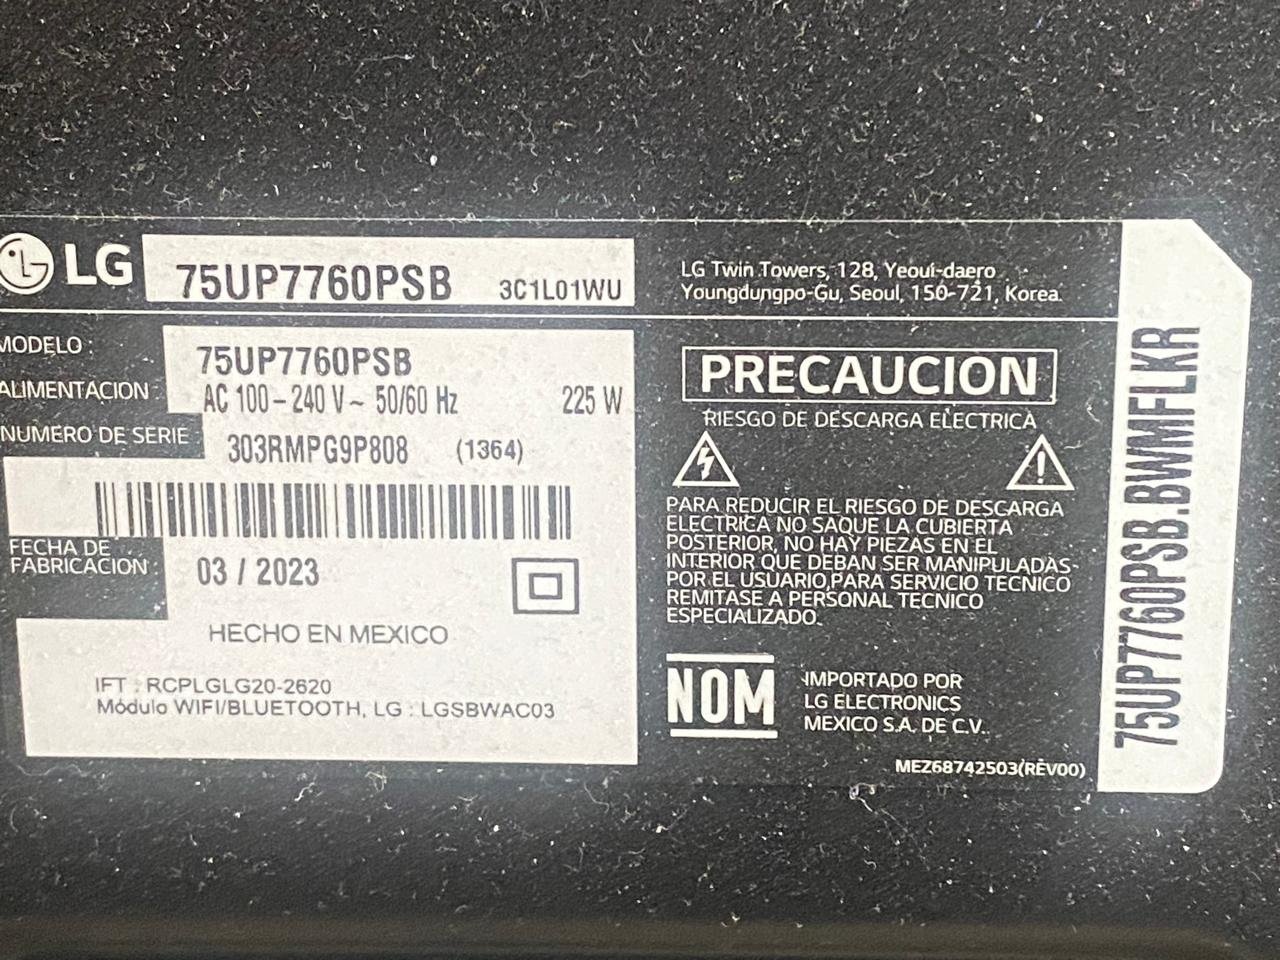 LG 75UP7760PSB 3C1L01WU
MODELO : 75UP7760PSB
ALIMENTACION : AC 100 – 240 V ~ 50/60 Hz 225 W
NUMERO DE SERIE : 303RMPG9P808 (1364)
FECHA DE
FABRICACION : 03 / 2023
HECHO EN MEXICO
IFT : RCPLGLG20-2620
Módulo WIFI/BLUETOOTH, LG : LGSBWAC03
LG Twin Towers, 128, Yeoui-daero
Youngdungpo-Gu, Seoul, 150-721, Korea.
PRECAUCION
RIESGO DE DESCARGA ELECTRICA
PARA REDUCIR EL RIESGO DE DESCARGA
ELECTRICA NO SAQUE LA CUBIERTA
POSTERIOR, NO HAY PIEZAS EN EL
INTERIOR QUE DEBAN SER MANIPULADAS
POR EL USUARIO,PARA SERVICIO TECNICO
REMITASE A PERSONAL TECNICO
ESPECIALIZADO.
NOM
IMPORTADO POR
LG ELECTRONICS
MEXICO S.A. DE C.V.
MEZ68742503(REV00)
75UP7760PSB.BWMFLKR